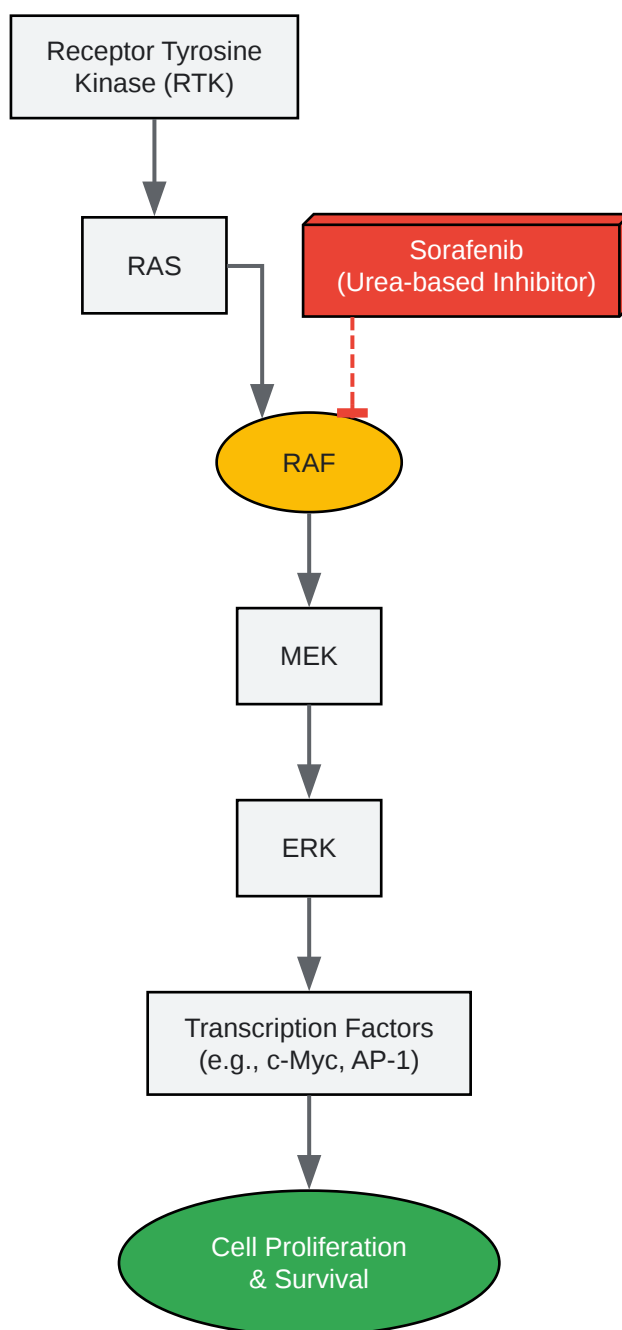 Receptor Tyrosine
Kinase (RTK)
RAS
Sorafenib
(Urea-based Inhibitor)
RAF
MEK
ERK
Transcription Factors
(e.g., c-Myc, AP-1)
Cell Proliferation
& Survival